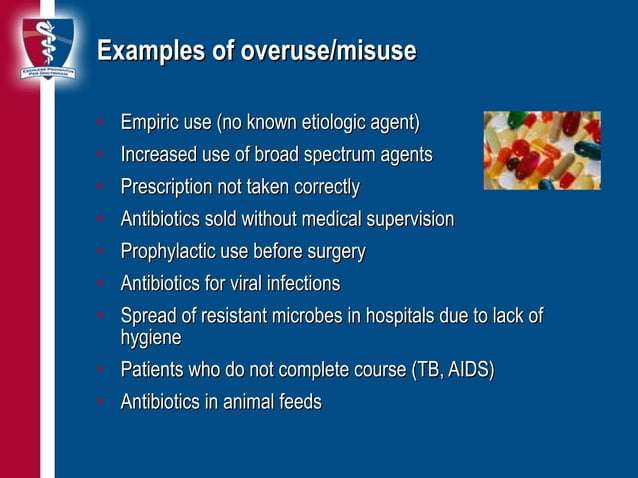 Examples of overuse/misuse
• Empiric use (no known etiologic agent)
• Increased use of broad spectrum agents
• Prescription not taken correctly
• Antibiotics sold without medical supervision
• Prophylactic use before surgery
• Antibiotics for viral infections
• Spread of resistant microbes in hospitals due to lack of
hygiene
• Patients who do not complete course (TB, AIDS)
• Antibiotics in animal feeds